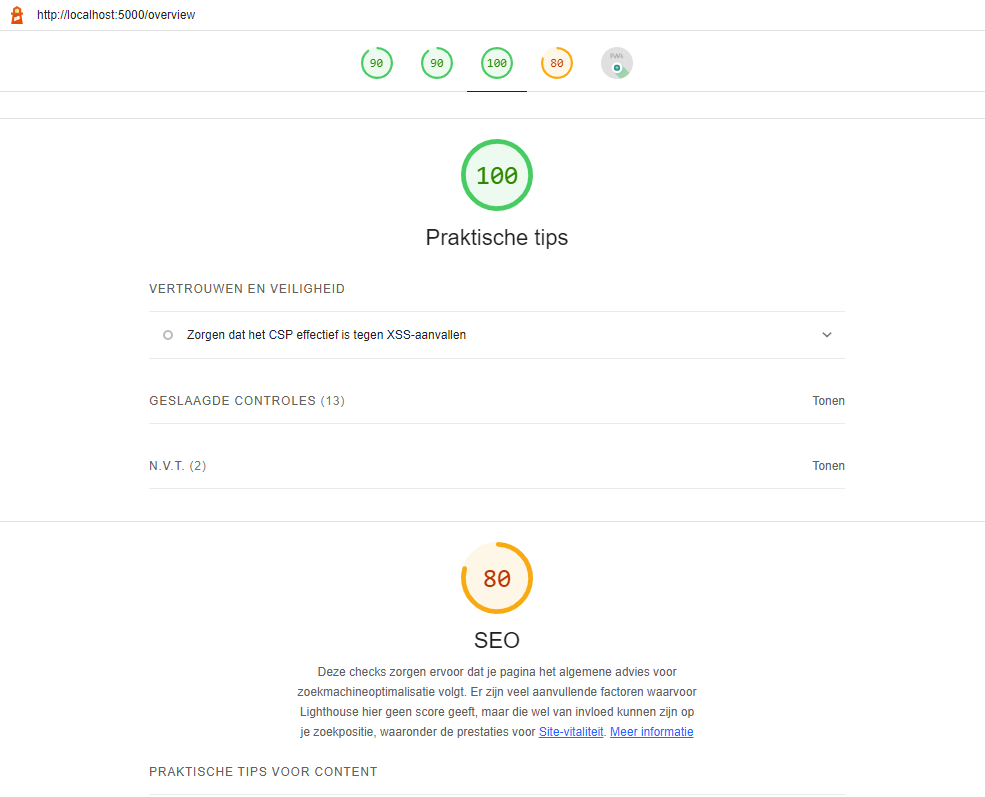 http://localhost:5000/overview
90 90 100 80 PWA
100
Praktische tips
VERTROUWEN EN VEILIGHEID
Zorgen dat het CSP effectief is tegen XSS-aanvallen
GESLAAGDE CONTROLES (13) Tonen
N.V.T. (2) Tonen
80
SEO
Deze checks zorgen ervoor dat je pagina het algemene advies voor
zoekmachineoptimalisatie volgt. Er zijn veel aanvullende factoren waarvoor
Lighthouse hier geen score geeft, maar die wel van invloed kunnen zijn op
je zoekpositie, waaronder de prestaties voor Site-vitaliteit. Meer informatie
PRAKTISCHE TIPS VOOR CONTENT